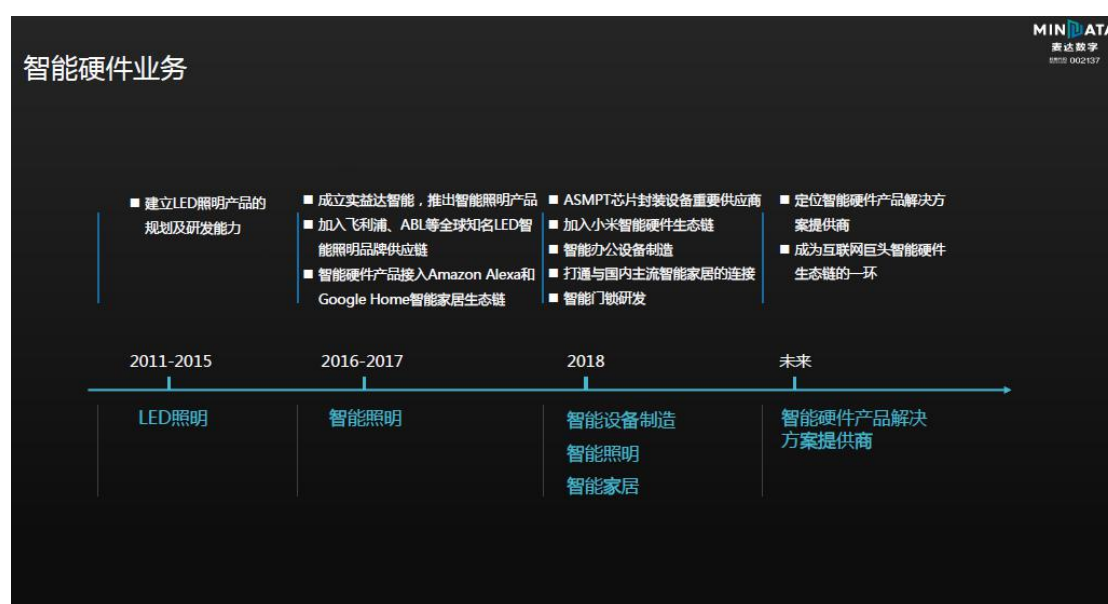 MINDATA
麦达数字
002137
智能硬件业务
■ 建立LED照明产品的
规划及研发能力
■ 成立实益达智能，推出智能照明产品
■ 加入飞利浦、ABL等全球知名LED智
能照明品牌供应链
■ 智能硬件产品接入Amazon Alexa和
Google Home智能家居生态链
■ ASMPT芯片封装设备重要供应商
■ 加入小米智能硬件生态链
■ 智能办公设备制造
■ 打通与国内主流智能家居的连接
■ 智能门锁研发
■ 定位智能硬件产品解决方
案提供商
■ 成为互联网巨头智能硬件
生态链的一环
2011-2015
2016-2017
2018
未来
LED照明
智能照明
智能设备制造
智能照明
智能家居
智能硬件产品解决
方案提供商